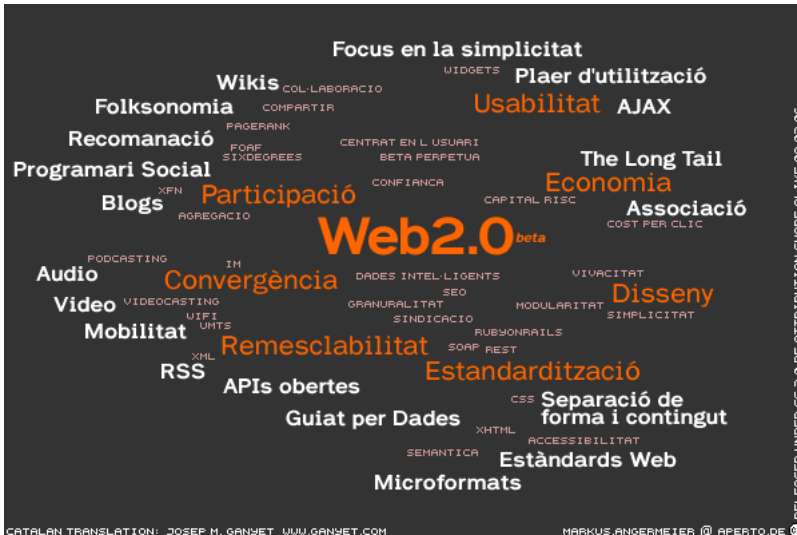 Focus en la simplicitat
WIDGETS
Plaer d'utilització
Wikis
COL·LABORACIO
Usabilitat
AJAX
Folksonomia
COMPARTIR
PAGERANK
Recomanació
CENTRAT EN L USUARI
FOAF
SIXDEGREES
BETA PERPETUA
The Long Tail
Programari Social
CONFIANCA
Economia
XFN
Participació
CAPITAL RISC
Blogs
Associació
AGREGACIO
COST PER CLIC
Web2.0 beta
PODCASTING
IM
Audio
Convergència
DADES INTEL·LIGENTS
VIVACITAT
SEO
Disseny
Video
VIDEOCASTING
GRANURALITAT
MODULARITAT
WIFI
SINDICACIO
SIMPLICITAT
Mobilitat
UMTS
RUBYONRAILS
Remesclabilitat
SOAP
REST
XML
RSS
Estandardització
APIs obertes
CSS
Separació de
forma i contingut
Guiat per Dades
XHTML
ACCESSIBILITAT
SEMANTICA
Estàndards Web
Microformats
CATALAN TRANSLATION: JOSEP M. GANYET WWW.GANYET.COM
MARKUS.ANGERMEIER @ APERTO.DE